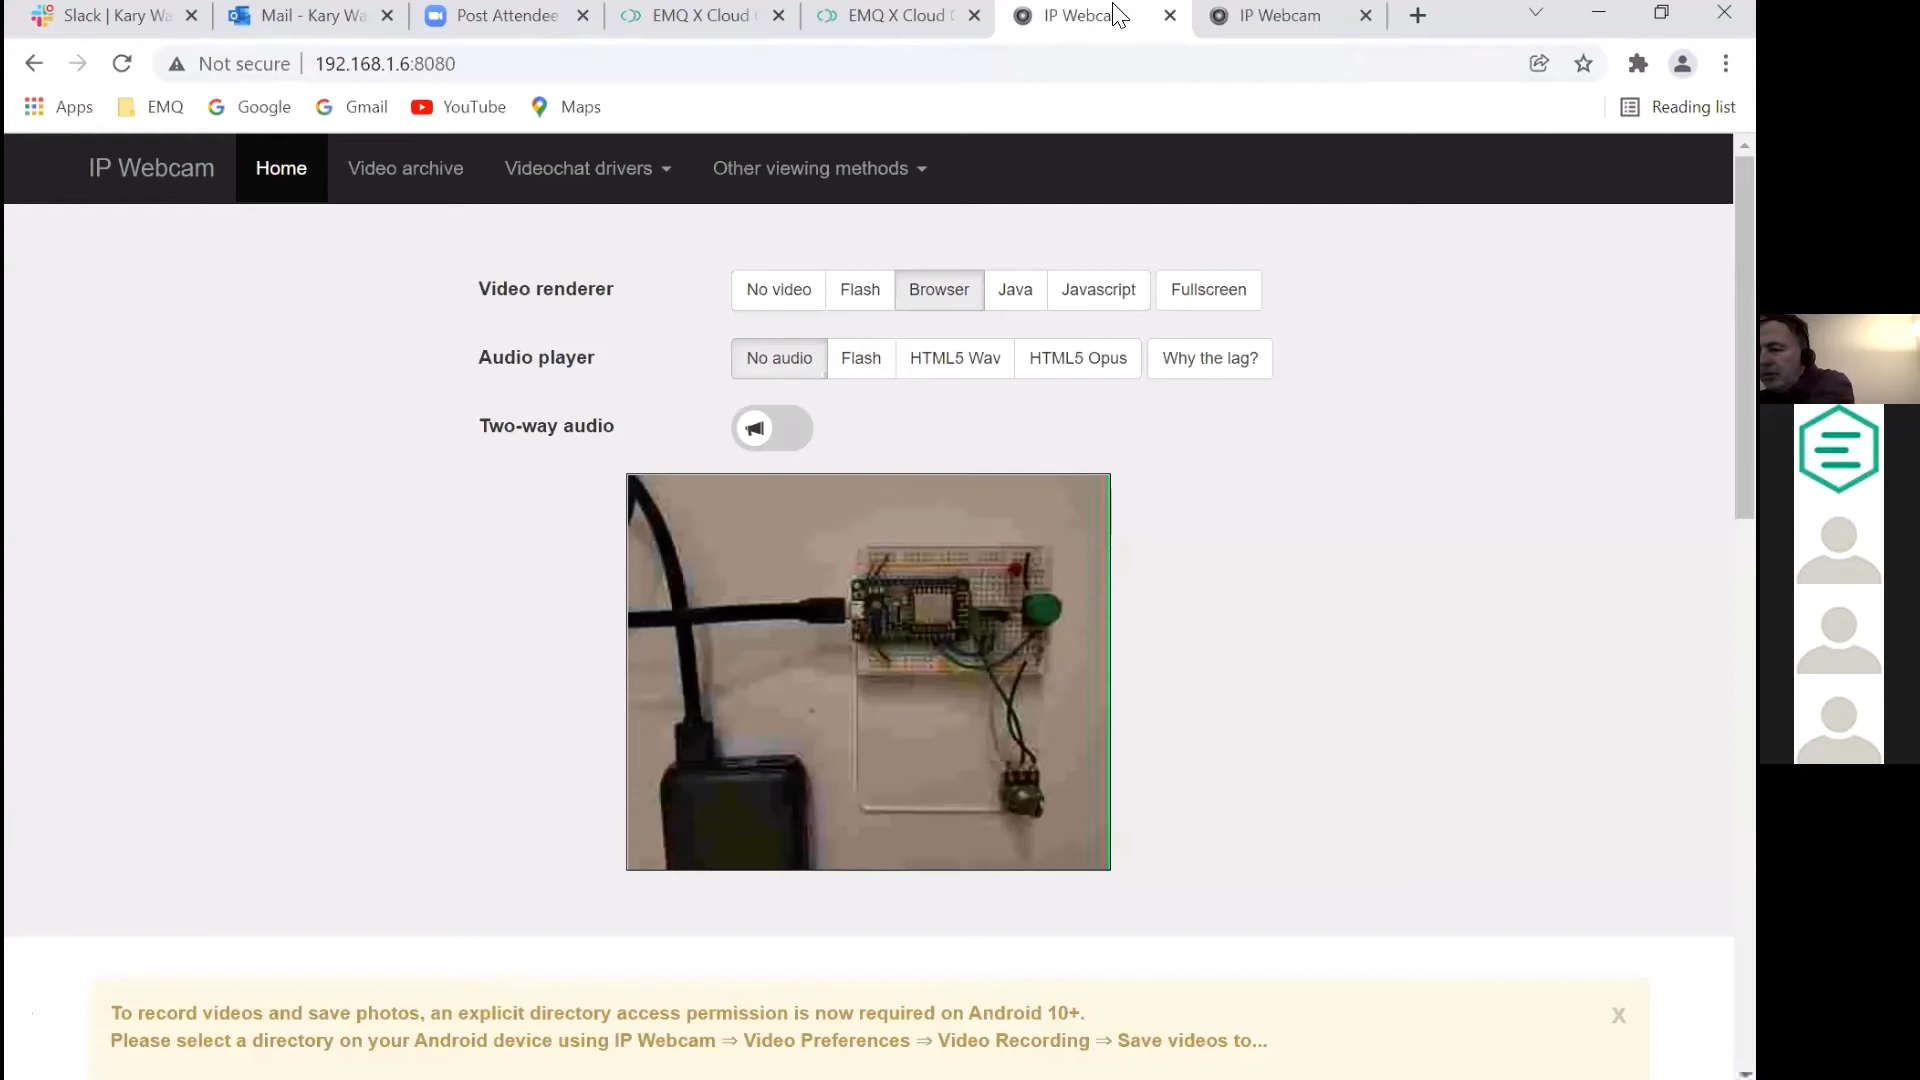 Slack | Kary Wa
Mail - Kary Wa
Post Attendee
EMQ X Cloud
EMQ X Cloud
IP Webca
IP Webcam
Not secure | 192.168.1.6:8080
Apps
EMQ
Google
Gmail
YouTube
Maps
Reading list
IP Webcam
Home
Video archive
Videochat drivers
Other viewing methods
Video renderer
No video
Flash
Browser
Java
Javascript
Fullscreen
Audio player
No audio
Flash
HTML5 Wav
HTML5 Opus
Why the lag?
Two-way audio
To record videos and save photos, an explicit directory access permission is now required on Android 10+.
Please select a directory on your Android device using IP Webcam ⇒ Video Preferences ⇒ Video Recording ⇒ Save videos to...
X